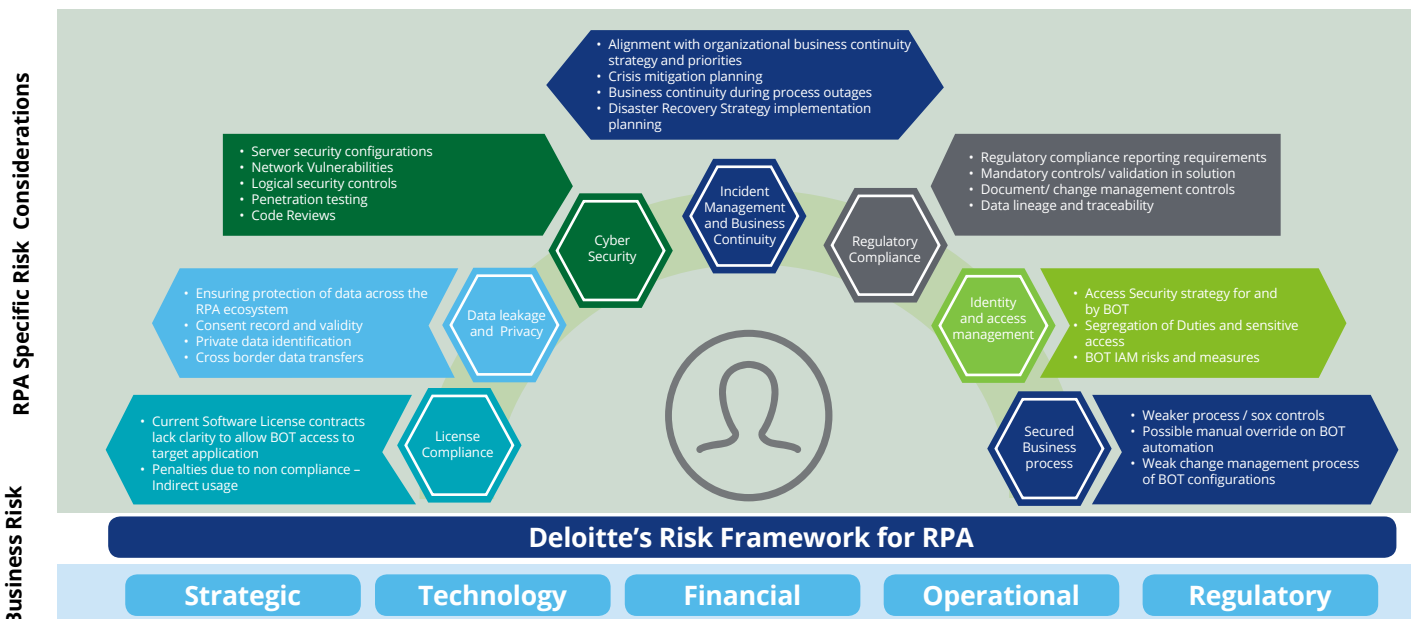 RPA Specific Risk Considerations
• Alignment with organizational business continuity
strategy and priorities
• Crisis mitigation planning
• Business continuity during process outages
• Disaster Recovery Strategy implementation
planning
• Server security configurations
• Network Vulnerabilities
• Logical security controls
• Penetration testing
• Code Reviews
• Regulatory compliance reporting requirements
• Mandatory controls/ validation in solution
• Document/ change management controls
• Data lineage and traceability
Cyber
Security
Incident
Management
and Business
Continuity
Regulatory
Compliance
• Ensuring protection of data across the
RPA ecosystem
• Consent record and validity
• Private data identification
• Cross border data transfers
Data leakage
and Privacy
Identity
and access
management
• Access Security strategy for and
by BOT
• Segregation of Duties and sensitive
access
• BOT IAM risks and measures
• Current Software License contracts
lack clarity to allow BOT access to
target application
• Penalties due to non compliance –
Indirect usage
License
Compliance
Secured
Business
process
• Weaker process / sox controls
• Possible manual override on BOT
automation
• Weak change management process
of BOT configurations
Business Risk
Deloitte’s Risk Framework for RPA
Strategic
Technology
Financial
Operational
Regulatory